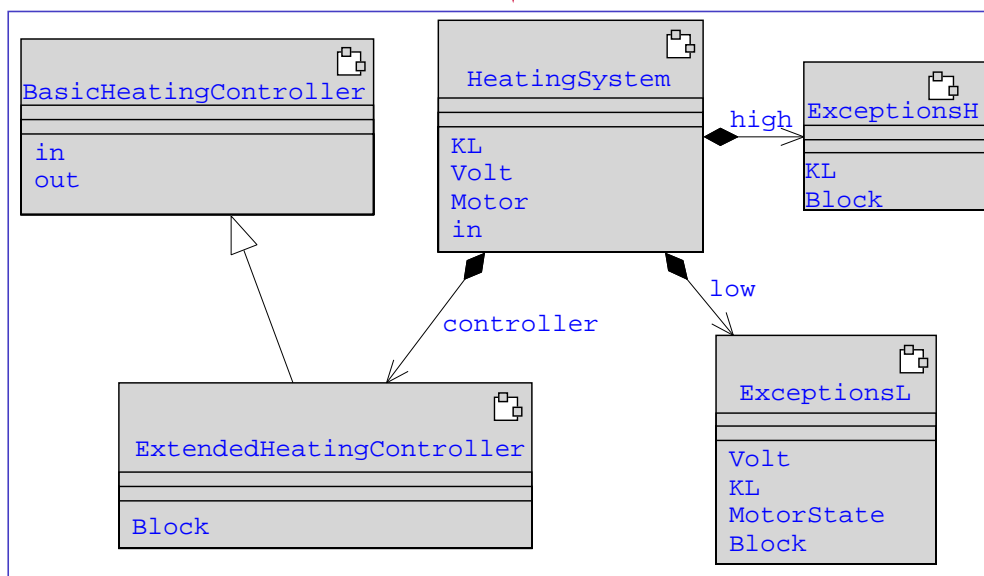 BasicHeatingController
in
out
HeatingSystem
KL
Volt
Motor
in
high
ExceptionsH
KL
Block
controller
low
ExtendedHeatingController
Block
ExceptionsL
Volt
KL
MotorState
Block